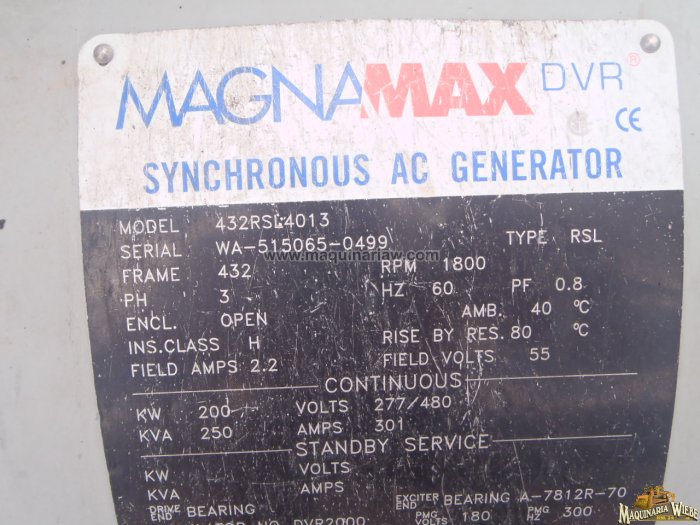 MAGNAMAX DVR®
CE
SYNCHRONOUS AC GENERATOR
MODEL 432RSL4013
SERIAL WA-515065-0499 TYPE RSL
www.maquinariaw.com
FRAME 432 RPM 1800
PH 3 HZ 60 PF 0.8
ENCL. OPEN AMB. 40 °C
INS.CLASS H RISE BY RES. 80 °C
FIELD AMPS 2.2 FIELD VOLTS 55
CONTINUOUS
KW 200 VOLTS 277/480
KVA 250 AMPS 301
STANDBY SERVICE
KW VOLTS
KVA AMPS
DRIVE END BEARING EXCITER END BEARING A-7812R-70
NO. DVR2000 PMG VOLTS 180 PMG HZ 300
MAQUINARIA WIEBE